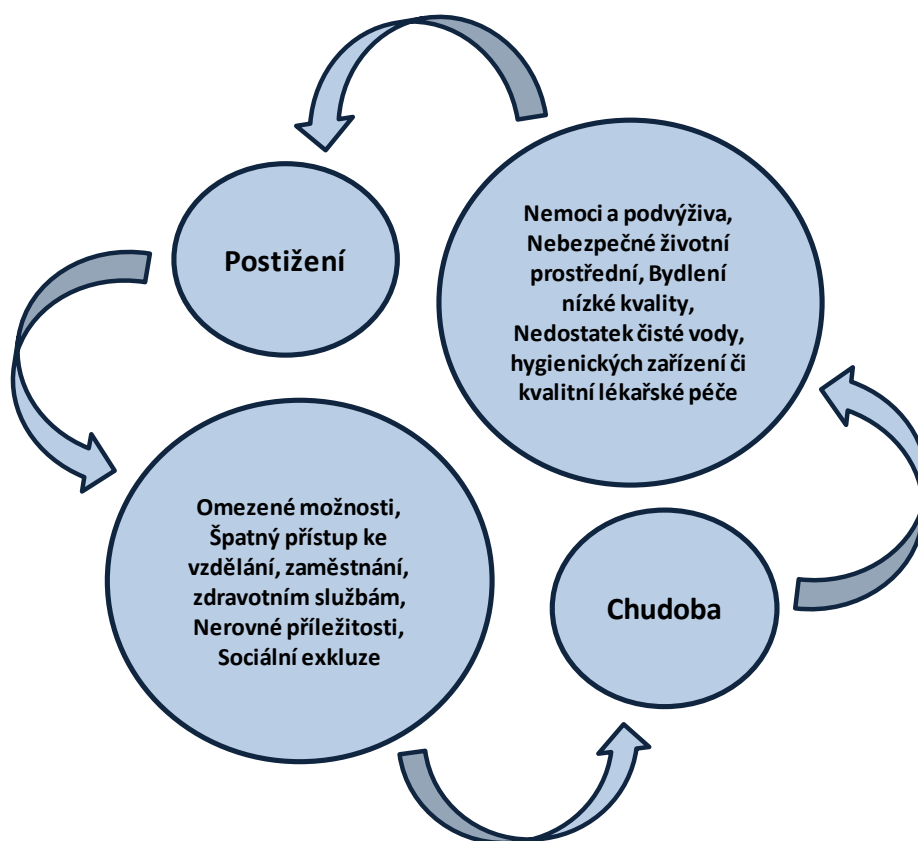 Postižení
Nemoci a podvýživa,
Nebezpečné životní
prostřední, Bydlení
nízké kvality,
Nedostatek čisté vody,
hygienických zařízení či
kvalitní lékařské péče
Omezené možnosti,
Špatný přístup ke
vzdělání, zaměstnání,
zdravotním službám,
Nerovné příležitosti,
Sociální exkluze
Chudoba